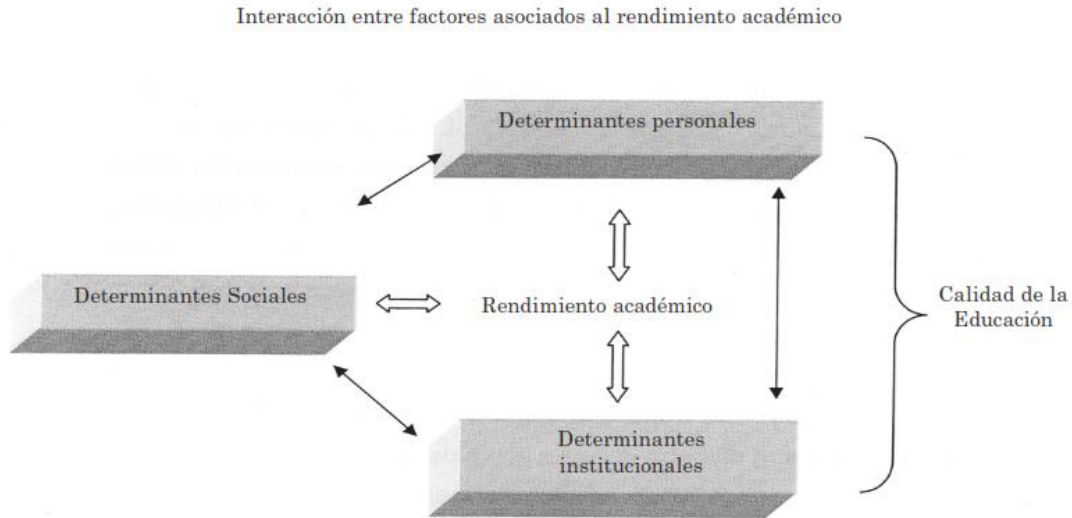 Interacción entre factores asociados al rendimiento académico
Determinantes personales
Determinantes Sociales
Rendimiento académico
Calidad de la
Educación
Determinantes
institucionales